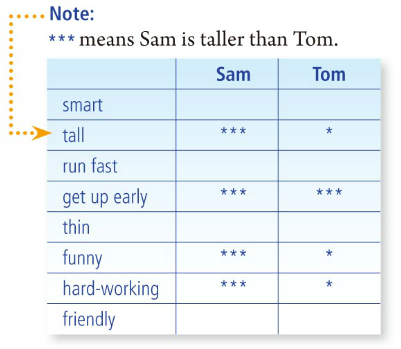 Note:
*** means Sam is taller than Tom.
Sam Tom
smart
tall *** *
run fast
get up early *** ***
thin
funny *** *
hard-working *** *
friendly